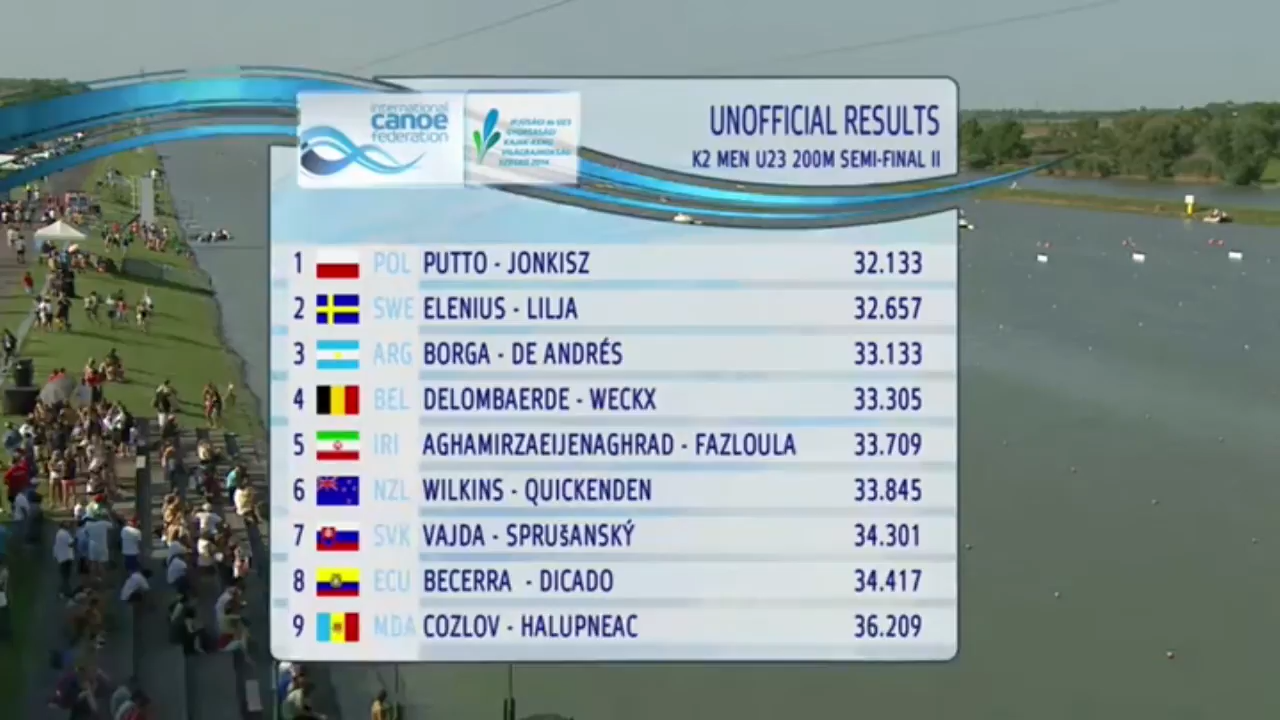 international
canoe
federation
UNOFFICIAL RESULTS
K2 MEN U23 200M SEMI-FINAL II
1 POL PUTTO - JONKISZ 32.133
2 SWE ELENIUS - LILJA 32.657
3 ARG BORGA - DE ANDRÉS 33.133
4 BEL DELOMBAERDE - WECKX 33.305
5 IRI AGHAMIRZAEIJENAGHRAD - FAZLOULA 33.709
6 NZL WILKINS - QUICKENDEN 33.845
7 SVK VAJDA - SPRUšANSKÝ 34.301
8 ECU BECERRA - DICADO 34.417
9 MDA COZLOV - HALUPNEAC 36.209